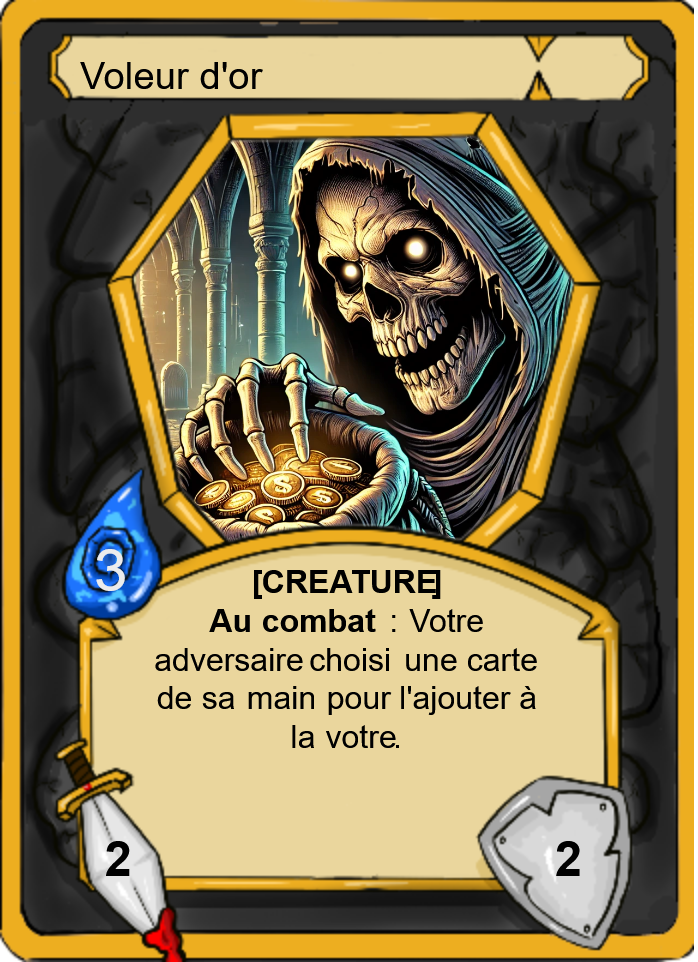 Voleur d'or
3
[CREATURE]
Au combat : Votre
adversaire choisi une carte
de sa main pour l'ajouter à
la votre.
2
2